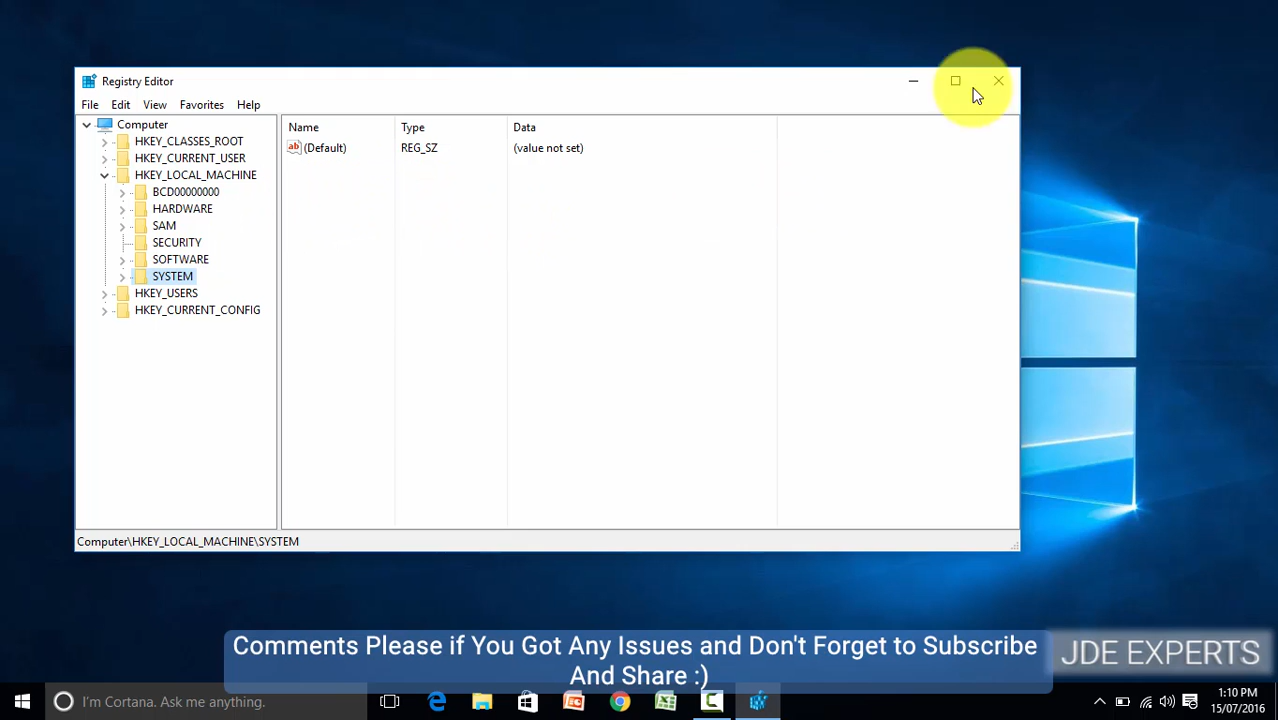 Registry Editor
File Edit View Favorites Help
Computer
HKEY_CLASSES_ROOT
HKEY_CURRENT_USER
HKEY_LOCAL_MACHINE
BCD00000000
HARDWARE
SAM
SECURITY
SOFTWARE
SYSTEM
HKEY_USERS
HKEY_CURRENT_CONFIG
Name Type Data
ab (Default) REG_SZ (value not set)
Computer\HKEY_LOCAL_MACHINE\SYSTEM
Comments Please if You Got Any Issues and Don't Forget to Subscribe
And Share :)
JDE EXPERTS
I'm Cortana. Ask me anything.
1:10 PM
15/07/2016